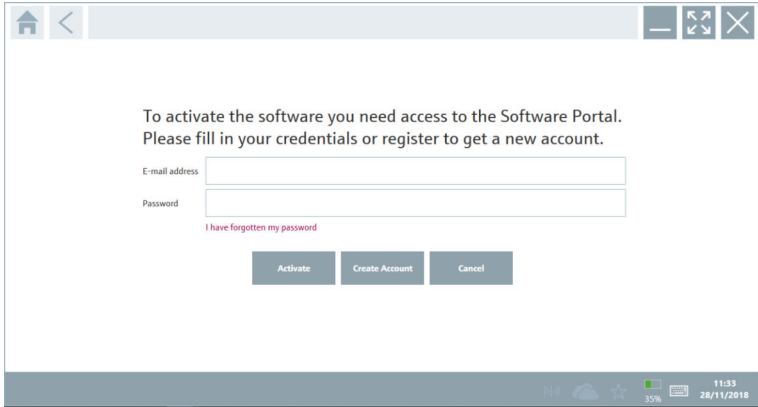 To activate the software you need access to the Software Portal.
Please fill in your credentials or register to get a new account.
E-mail address
Password
I have forgotten my password
Activate Create Account Cancel
35%
11:33
28/11/2018